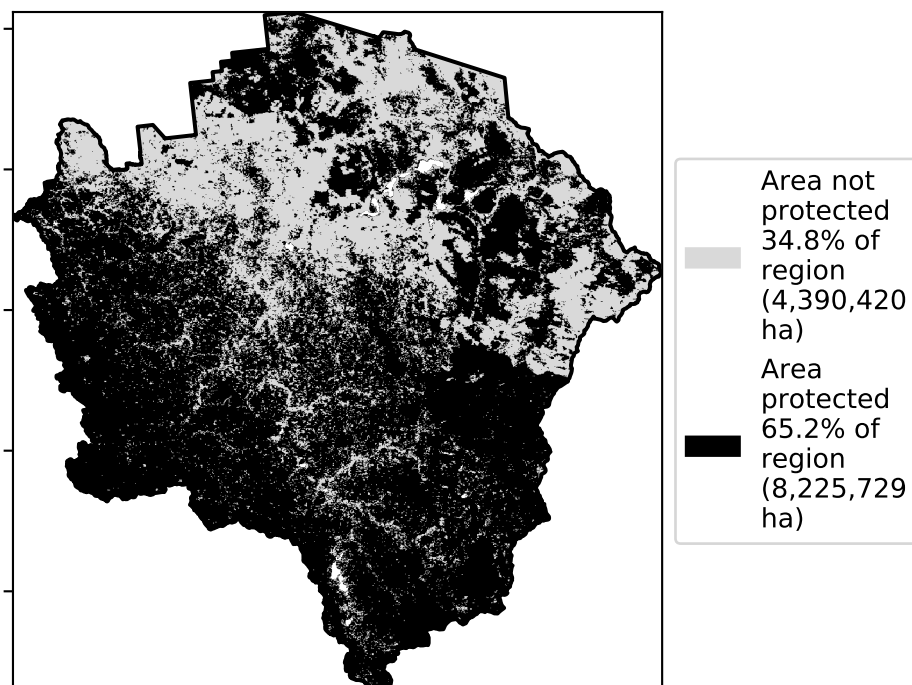 Area not
protected
34.8% of
region
(4,390,420
ha)
Area
protected
65.2% of
region
(8,225,729
ha)